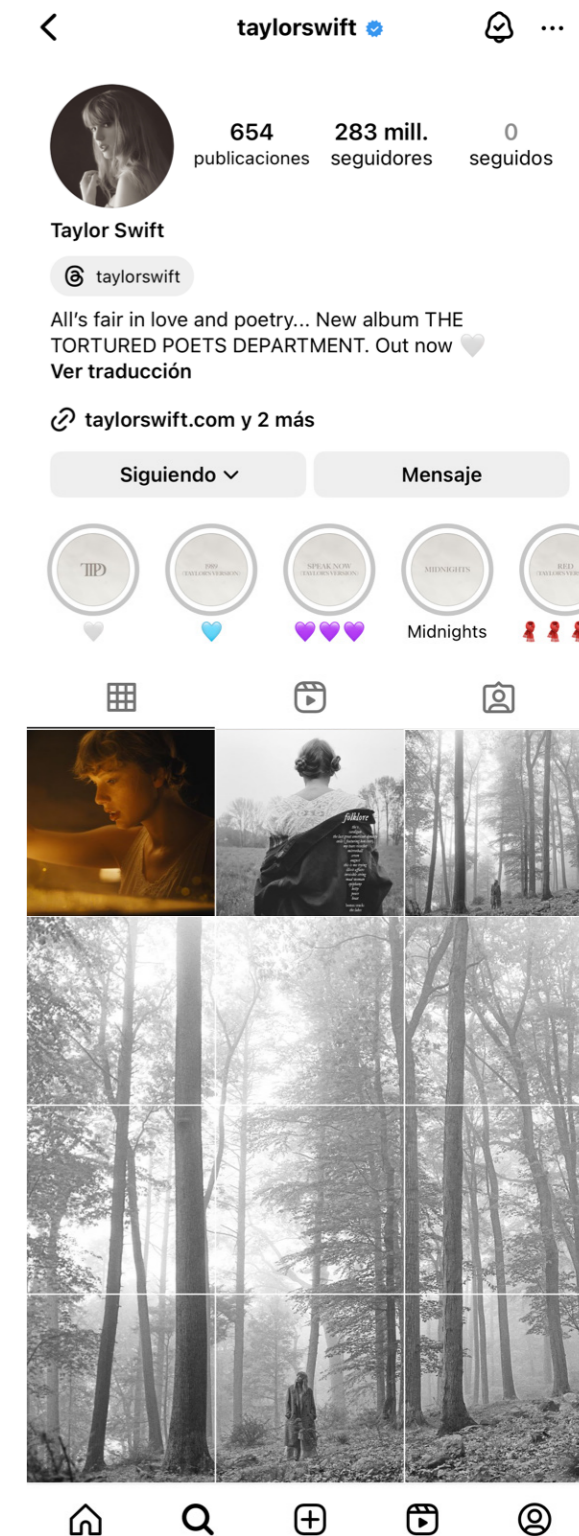 taylorswift
654
publicaciones
283 mill.
seguidores
0
seguidos
Taylor Swift
taylorswift
All's fair in love and poetry... New album THE
TORTURED POETS DEPARTMENT. Out now 🤍
Ver traducción
taylorswift.com y 2 más
Siguiendo
Mensaje
TTPD
1989
(TAYLOR'S VERSION)
SPEAK NOW
(TAYLOR'S VERSION)
MIDNIGHTS
RED
🤍
🩵
💜💜💜
Midnights
🧣🧣🧣
folklore